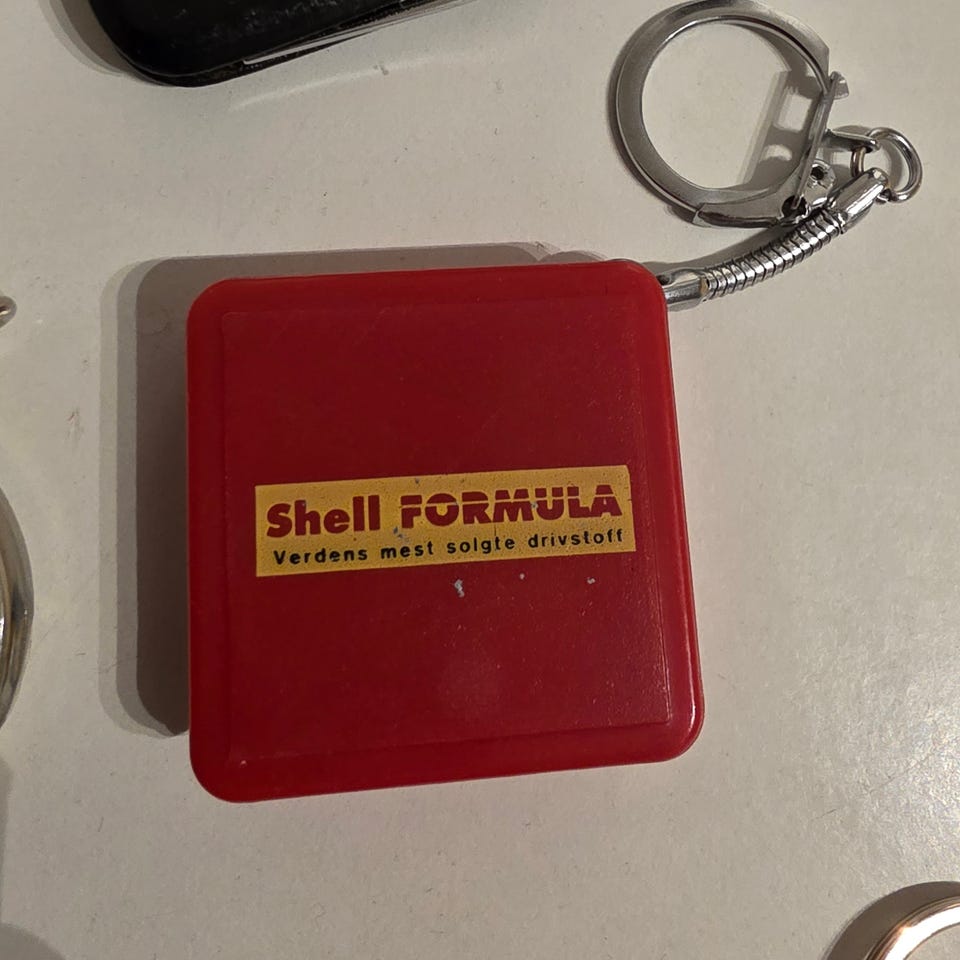 Shell FORMULA
Verdens mest solgte drivstoff